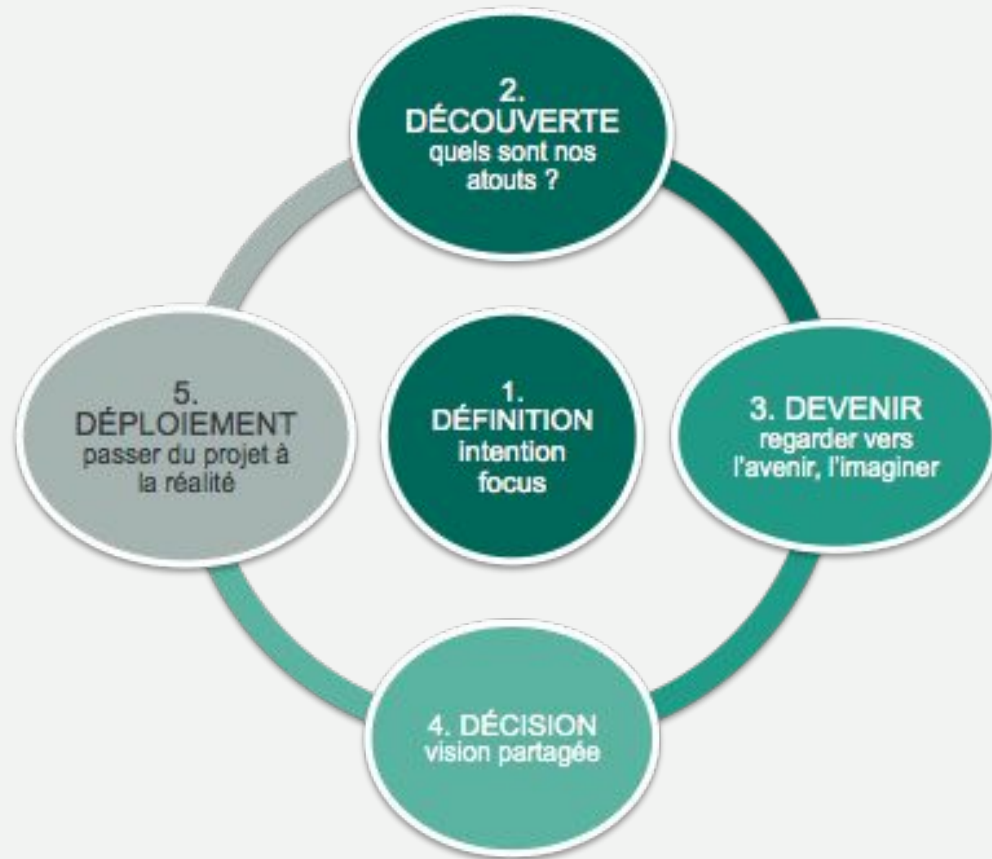 2.
DÉCOUVERTE
quels sont nos
atouts ?
1.
DÉFINITION
intention
focus
3. DEVENIR
regarder vers
l'avenir, l'imaginer
4. DÉCISION
vision partagée
5.
DÉPLOIEMENT
passer du projet à
la réalité